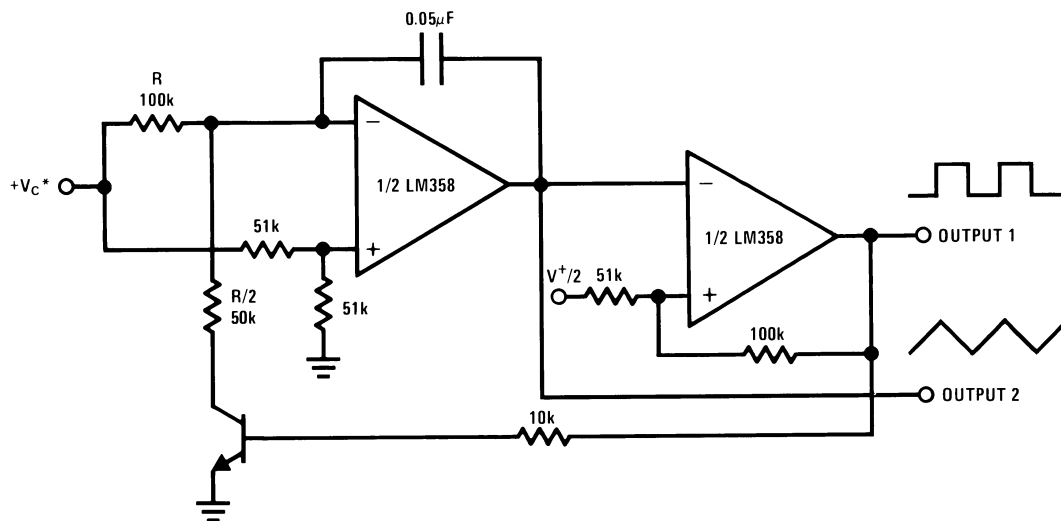 0.05µF
R
100k
−
1/2 LM358
+VC*
51k
+
R/2
50k
51k
−
1/2 LM358
OUTPUT 1
V+/2
51k
+
100k
OUTPUT 2
10k